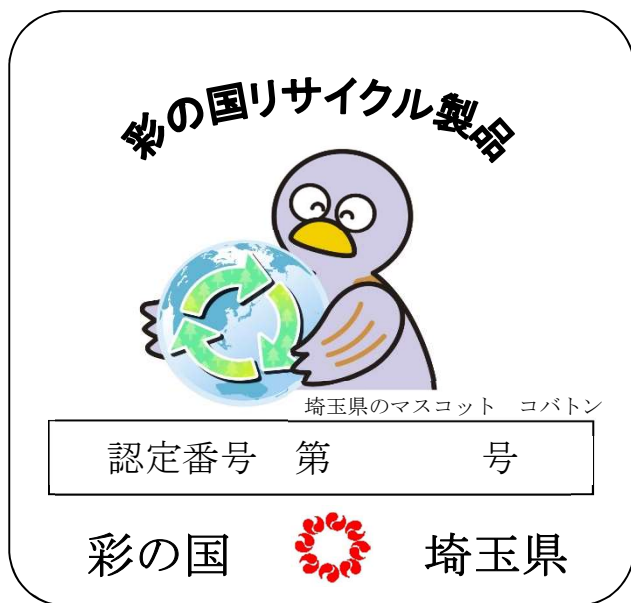 彩の国リサイクル製品
埼玉県のマスコット　コバトン
認定番号　第　　　　号
彩の国　埼玉県